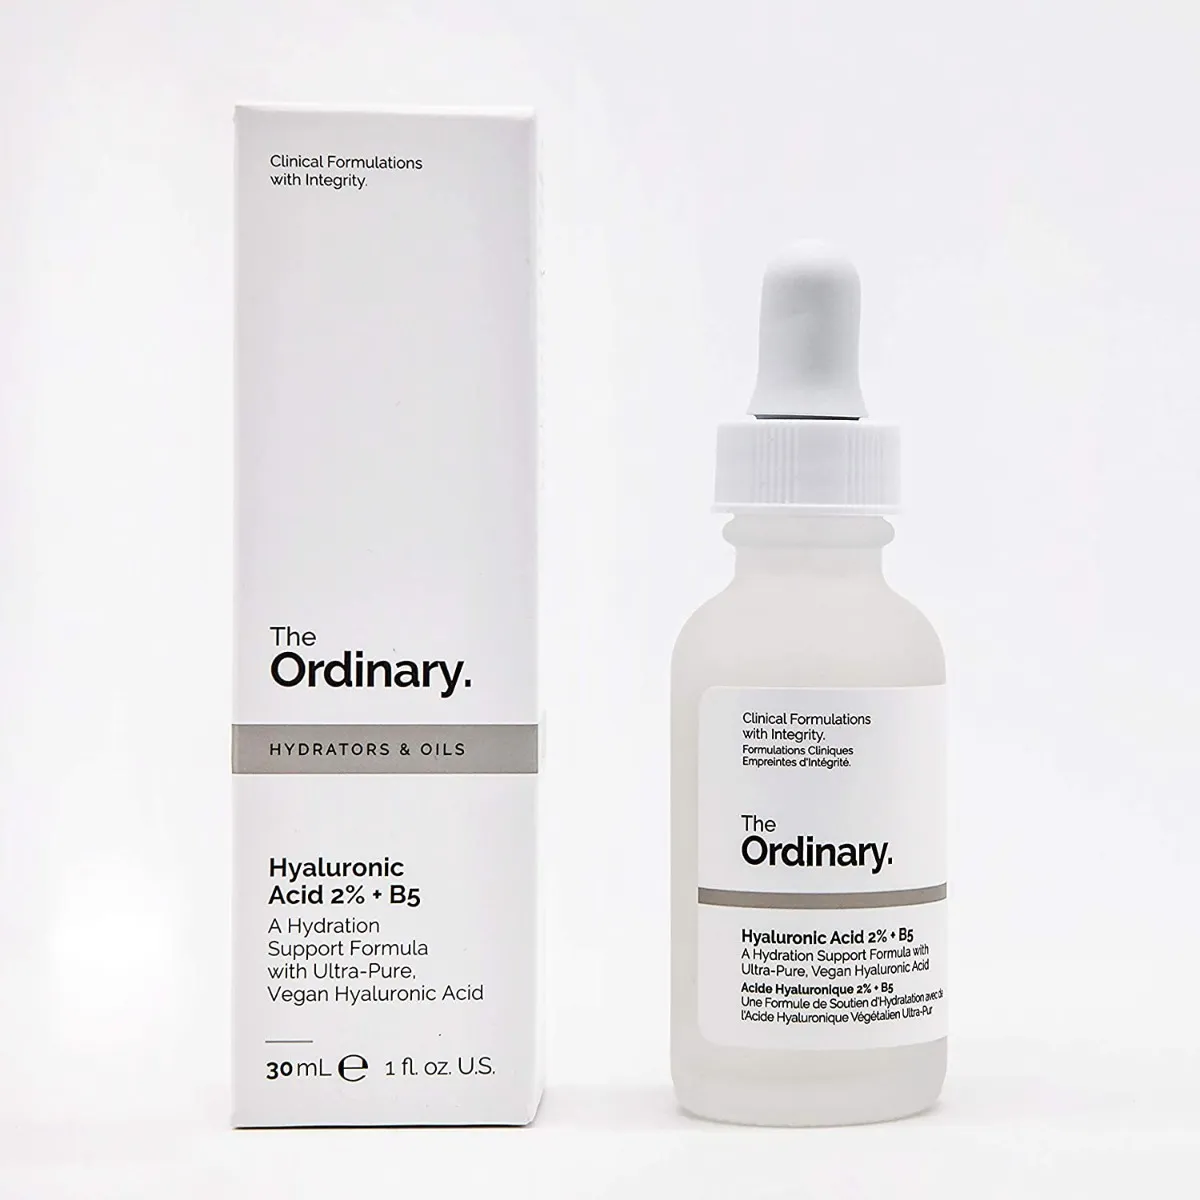 Clinical Formulations
with Integrity.
The
Ordinary.
HYDRATORS & OILS
Hyaluronic
Acid 2% + B5
A Hydration
Support Formula
with Ultra-Pure,
Vegan Hyaluronic Acid
30 mL ℮ 1 fl. oz. U.S.
Clinical Formulations
with Integrity.
Formulations Cliniques
Empreintes d'Intégrité.
The
Ordinary.
Hyaluronic Acid 2% + B5
A Hydration Support Formula with
Ultra-Pure, Vegan Hyaluronic Acid
Acide Hyaluronique 2% + B5
Une Formule de Soutien d'Hydratation avec de
l'Acide Hyaluronique Végétalien Ultra-Pur